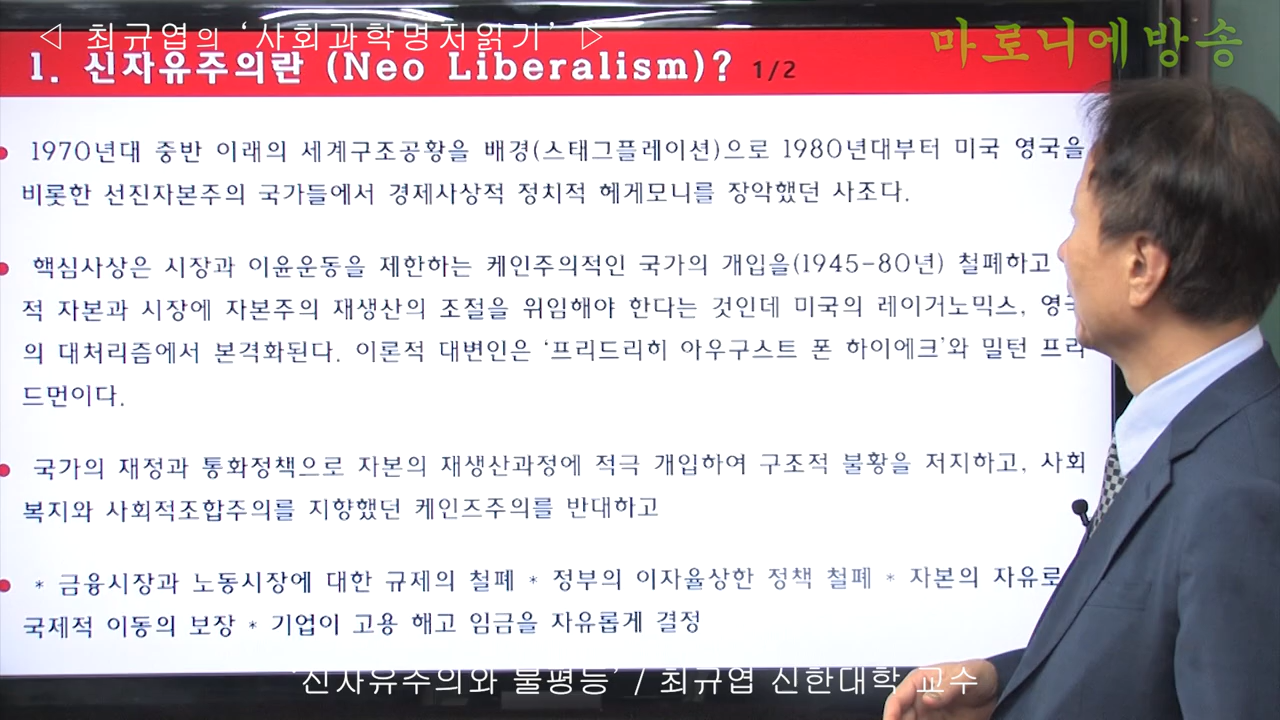 ◁ 최규엽의 '사회과학명저읽기' ▷
마로니에방송
1. 신자유주의란 (Neo Liberalism)? 1/2
1970년대 중반 이래의 세계구조공황을 배경(스태그플레이션)으로 1980년대부터 미국 영국을
비롯한 선진자본주의 국가들에서 경제사상적 정치적 헤게모니를 장악했던 사조다.
핵심사상은 시장과 이윤운동을 제한하는 케인주의적인 국가의 개입을(1945-80년) 철폐하고
적 자본과 시장에 자본주의 재생산의 조절을 위임해야 한다는 것인데 미국의 레이거노믹스,
의 대처리즘에서 본격화된다. 이론적 대변인은 '프리드리히 아우구스트 폰 하이에크'와 밀턴 프리
드먼이다.
국가의 재정과 통화정책으로 자본의 재생산과정에 적극 개입하여 구조적 불황을 저지하고, 사회
복지와 사회적조합주의를 지향했던 케인즈주의를 반대하고
* 금융시장과 노동시장에 대한 규제의 철폐 * 정부의 이자율상한 정책 철폐 * 자본의 자유로
국제적 이동의 보장 * 기업이 고용 해고 임금을 자유롭게 결정
'신자유주의와 불평등' / 최규엽 신한대학 교수